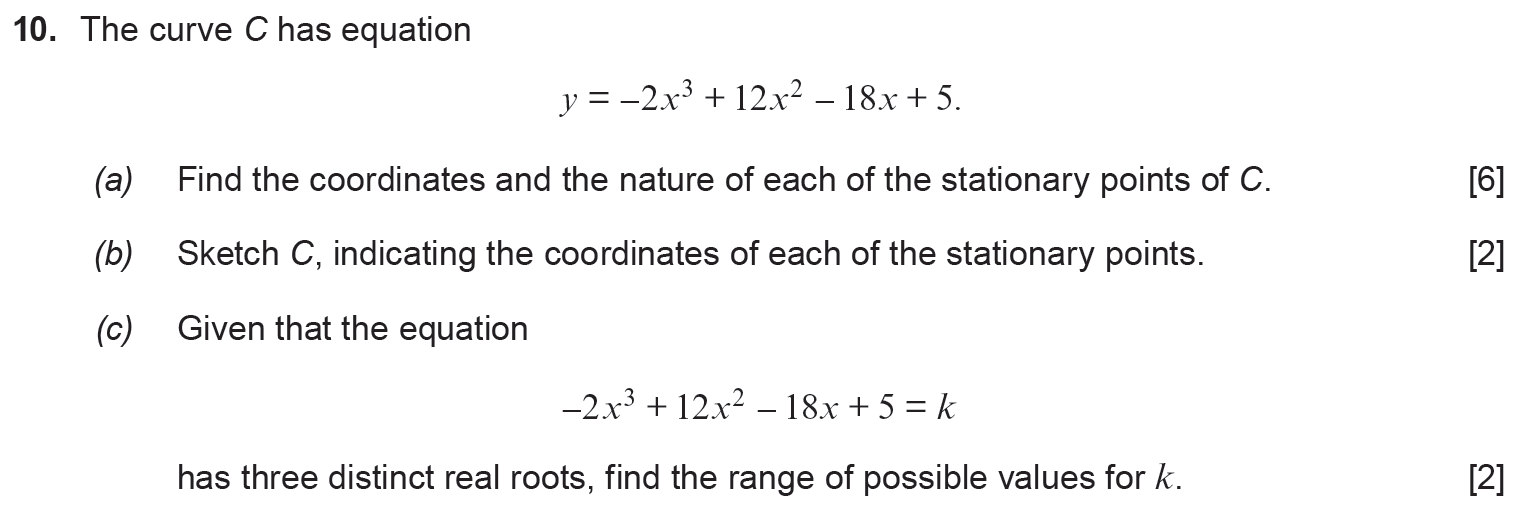 10. The curve C has equation
y = –2x³ + 12x² – 18x + 5.
(a) Find the coordinates and the nature of each of the stationary points of C. [6]
(b) Sketch C, indicating the coordinates of each of the stationary points. [2]
(c) Given that the equation
–2x³ + 12x² – 18x + 5 = k
has three distinct real roots, find the range of possible values for k. [2]